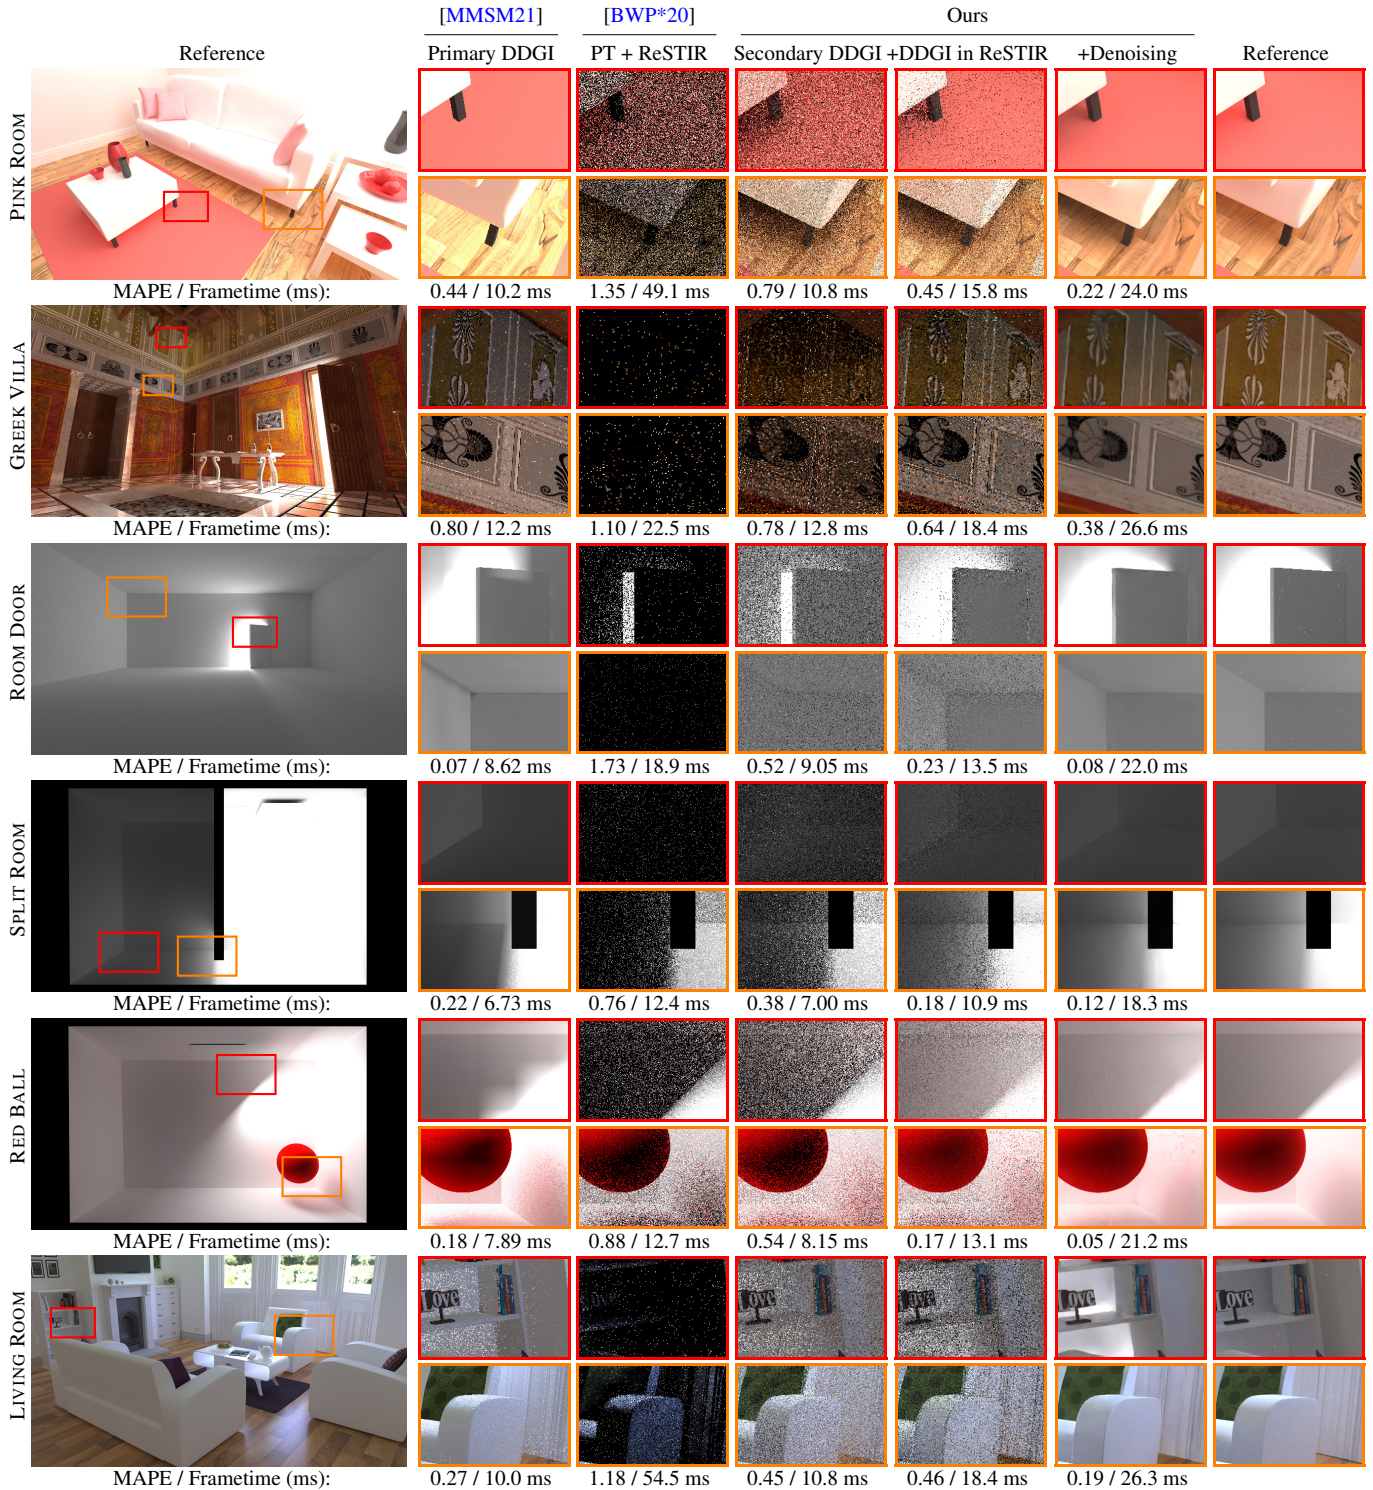 [MMSM21] [BWP*20] Ours
Reference Primary DDGI PT + ReSTIR Secondary DDGI +DDGI in ReSTIR +Denoising Reference
PINK ROOM
MAPE / Frametime (ms): 0.44 / 10.2 ms 1.35 / 49.1 ms 0.79 / 10.8 ms 0.45 / 15.8 ms 0.22 / 24.0 ms
GREEK VILLA
MAPE / Frametime (ms): 0.80 / 12.2 ms 1.10 / 22.5 ms 0.78 / 12.8 ms 0.64 / 18.4 ms 0.38 / 26.6 ms
ROOM DOOR
MAPE / Frametime (ms): 0.07 / 8.62 ms 1.73 / 18.9 ms 0.52 / 9.05 ms 0.23 / 13.5 ms 0.08 / 22.0 ms
SPLIT ROOM
MAPE / Frametime (ms): 0.22 / 6.73 ms 0.76 / 12.4 ms 0.38 / 7.00 ms 0.18 / 10.9 ms 0.12 / 18.3 ms
RED BALL
MAPE / Frametime (ms): 0.18 / 7.89 ms 0.88 / 12.7 ms 0.54 / 8.15 ms 0.17 / 13.1 ms 0.05 / 21.2 ms
LIVING ROOM
love love love love love
MAPE / Frametime (ms): 0.27 / 10.0 ms 1.18 / 54.5 ms 0.45 / 10.8 ms 0.46 / 18.4 ms 0.19 / 26.3 ms